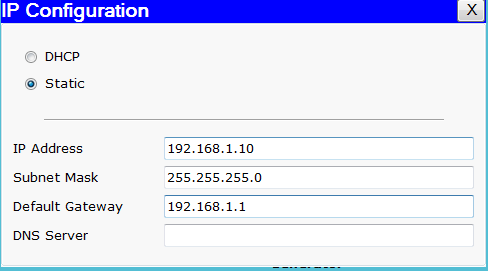 IP Configuration X
DHCP
Static
IP Address 192.168.1.10
Subnet Mask 255.255.255.0
Default Gateway 192.168.1.1
DNS Server